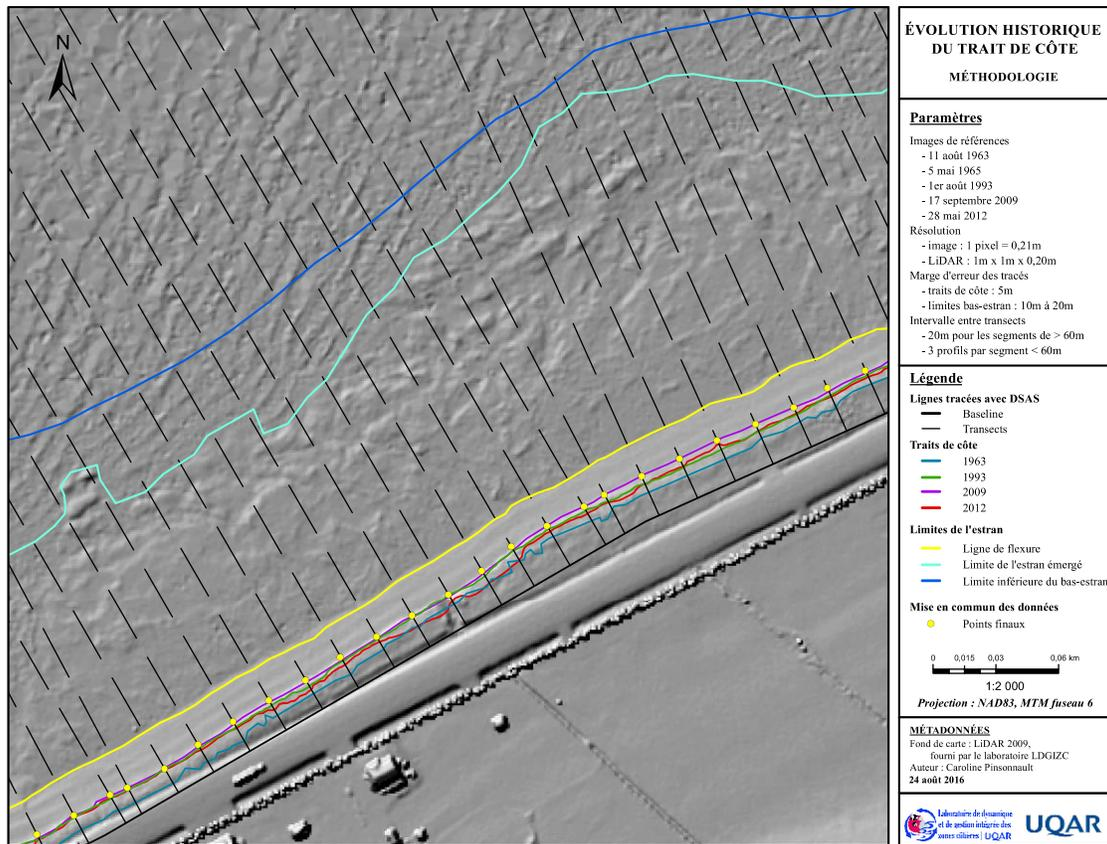 N
ÉVOLUTION HISTORIQUE
DU TRAIT DE CÔTE
MÉTHODOLOGIE
Paramètres
Images de références
- 11 août 1963
- 5 mai 1965
- 1er août 1993
- 17 septembre 2009
- 28 mai 2012
Résolution
- image : 1 pixel = 0,21m
- LiDAR : 1m x 1m x 0,20m
Marge d'erreur des tracés
- traits de côte : 5m
- limites bas-estran : 10m à 20m
Intervalle entre transects
- 20m pour les segments de > 60m
- 3 profils par segment < 60m
Légende
Lignes tracées avec DSAS
Baseline
Transects
Traits de côte
1963
1993
2009
2012
Limites de l'estran
Ligne de flexure
Limite de l'estran émergé
Limite inférieure du bas-estran
Mise en commun des données
Points finaux
0 0,015 0,03 0,06 km
1:2 000
Projection : NAD83, MTM fuseau 6
MÉTADONNÉES
Fond de carte : LiDAR 2009,
fourni par le laboratoire LDGIZC
Auteur : Caroline Pinsonnault
24 août 2016
Laboratoire de dynamique
et de gestion intégrée des
zones côtières | UQAR
UQAR